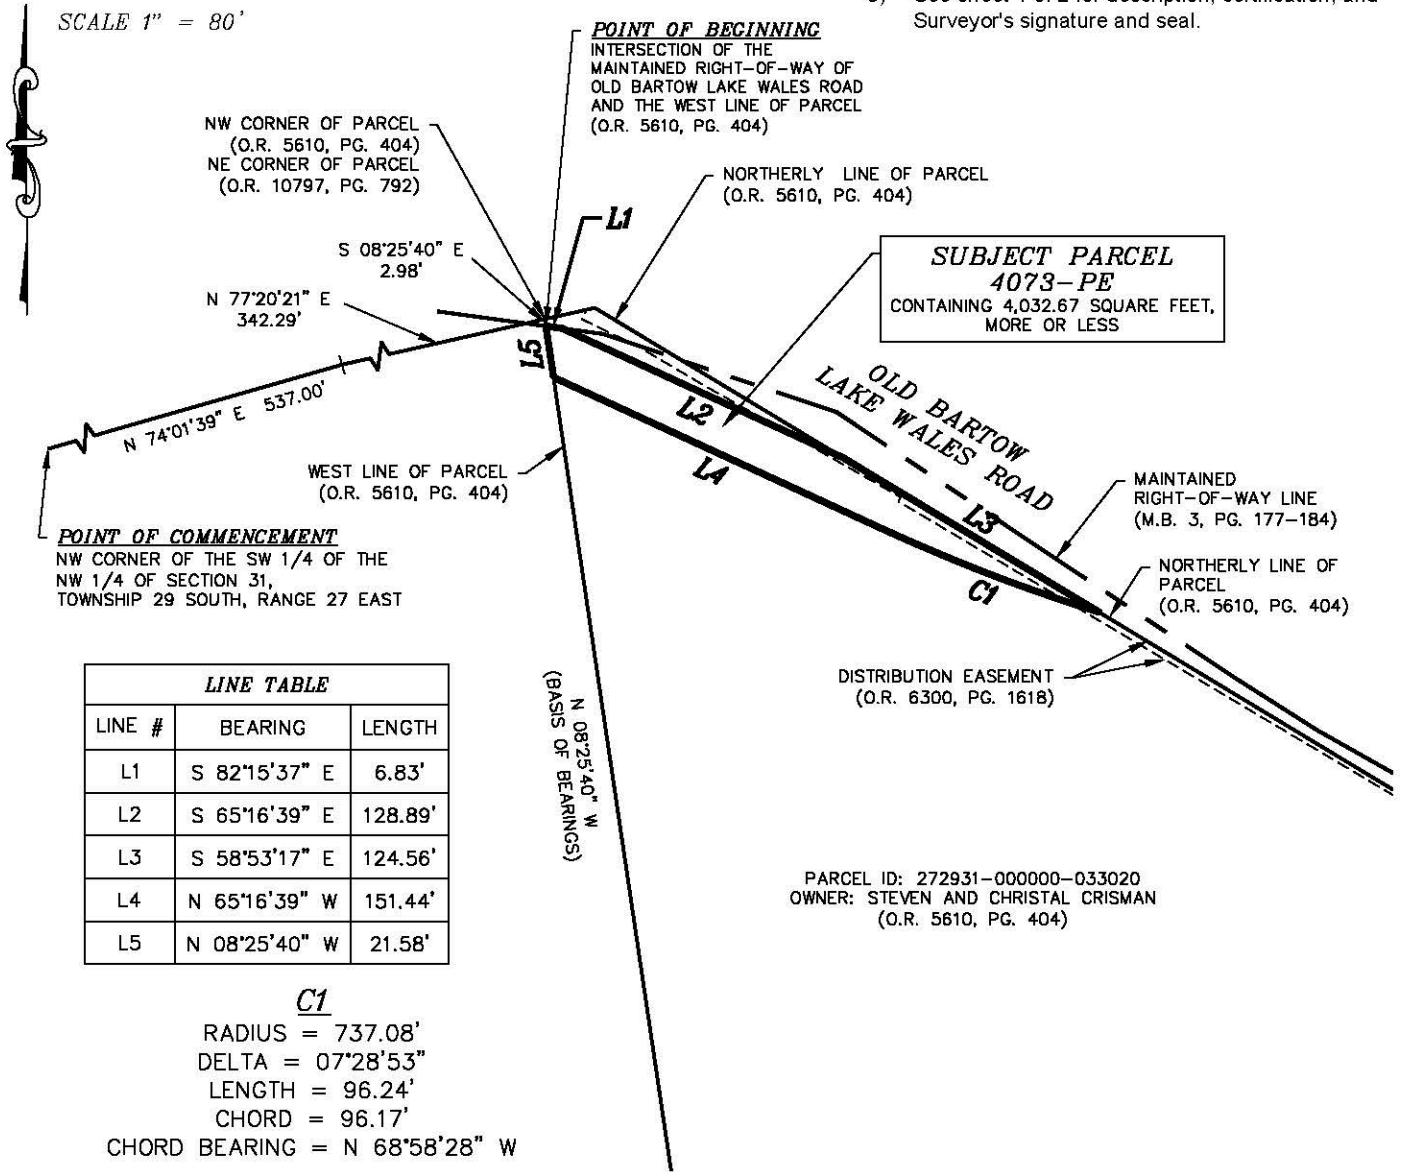 SCALE 1" = 80'
Surveyor's signature and seal.
POINT OF BEGINNING
INTERSECTION OF THE
MAINTAINED RIGHT-OF-WAY OF
OLD BARTOW LAKE WALES ROAD
AND THE WEST LINE OF PARCEL
(O.R. 5610, PG. 404)
NW CORNER OF PARCEL
(O.R. 5610, PG. 404)
NE CORNER OF PARCEL
(O.R. 10797, PG. 792)
NORTHERLY LINE OF PARCEL
(O.R. 5610, PG. 404)
L1
S 08°25'40" E
2.98'
N 77°20'21" E
342.29'
SUBJECT PARCEL
4073-PE
CONTAINING 4,032.67 SQUARE FEET,
MORE OR LESS
L5
N 74°01'39" E 537.00'
L2
OLD BARTOW
LAKE WALES ROAD
L4
WEST LINE OF PARCEL
(O.R. 5610, PG. 404)
L3
MAINTAINED
RIGHT-OF-WAY LINE
(M.B. 3, PG. 177-184)
POINT OF COMMENCEMENT
NW CORNER OF THE SW 1/4 OF THE
NW 1/4 OF SECTION 31,
TOWNSHIP 29 SOUTH, RANGE 27 EAST
C1
NORTHERLY LINE OF
PARCEL
(O.R. 5610, PG. 404)
DISTRIBUTION EASEMENT
(O.R. 6300, PG. 1618)
N 08°25'40" W
(BASIS OF BEARINGS)
LINE TABLE
LINE # BEARING LENGTH
L1 S 82°15'37" E 6.83'
L2 S 65°16'39" E 128.89'
L3 S 58°53'17" E 124.56'
L4 N 65°16'39" W 151.44'
L5 N 08°25'40" W 21.58'
PARCEL ID: 272931-000000-033020
OWNER: STEVEN AND CHRISTAL CRISMAN
(O.R. 5610, PG. 404)
C1
RADIUS = 737.08'
DELTA = 07°28'53"
LENGTH = 96.24'
CHORD = 96.17'
CHORD BEARING = N 68°58'28" W